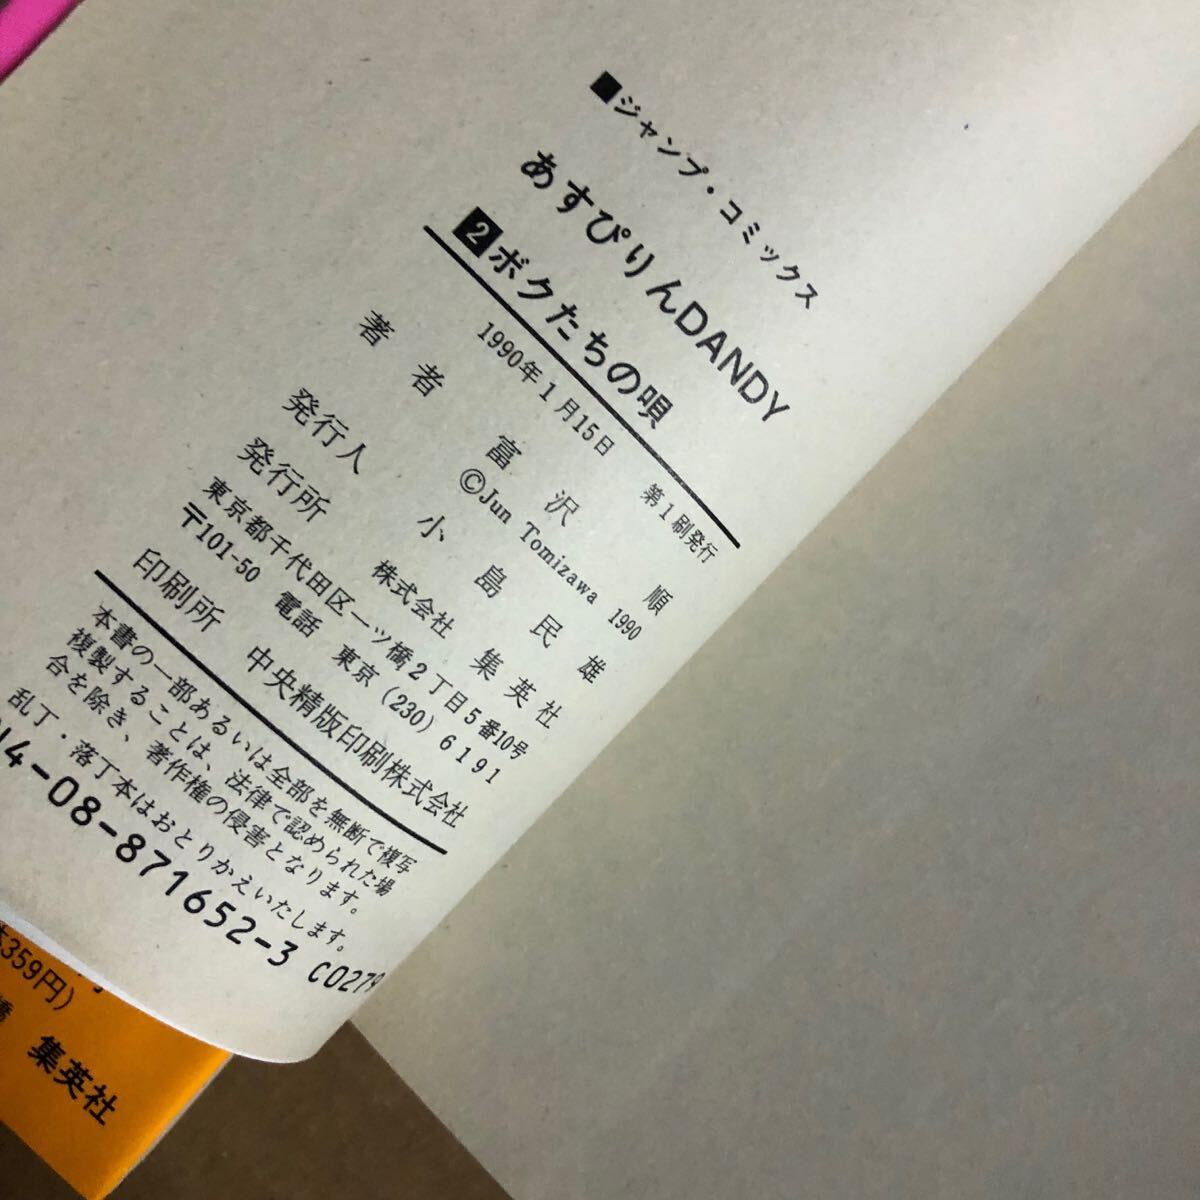 ■ジャンプ・コミックス
あすぴりんDANDY
2ボクたちの唄
1990年1月15日 第1刷発行
著者 富沢順
©Jun Tomizawa 1990
発行人 小島民雄
発行所 株式会社 集英社
東京都千代田区一ツ橋2丁目5番10号
〒101-50 電話 東京(230)6191
印刷所 中央精版印刷株式会社
本書の一部あるいは全部を無断で複写
複製することは、法律で認められた場
合を除き、著作権の侵害となります。
乱丁・落丁本はおとりかえいたします。
4-08-871652-3 C0279
359円)
集英社